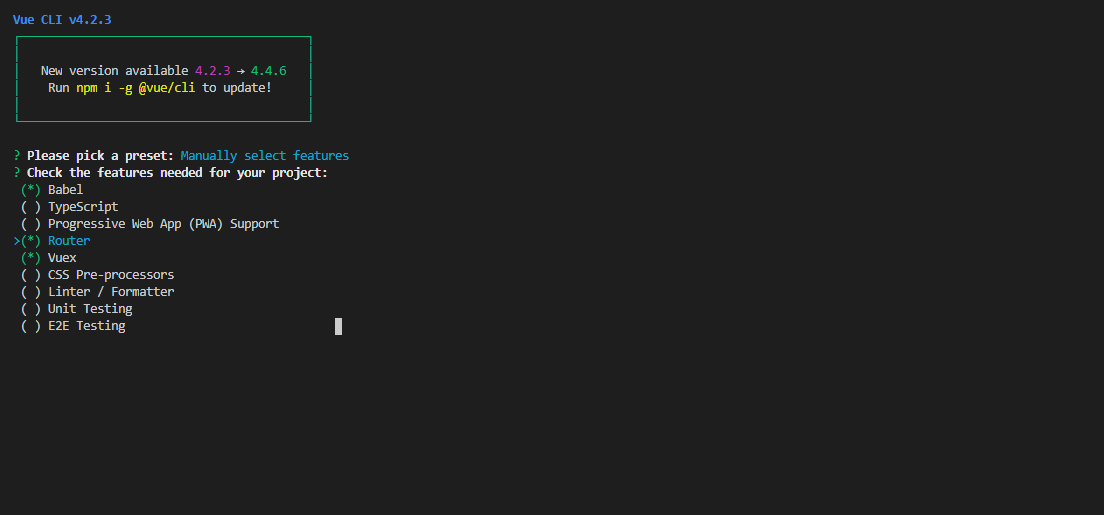 Vue CLI v4.2.3
New version available 4.2.3 → 4.4.6
Run npm i -g @vue/cli to update!
? Please pick a preset: Manually select features
? Check the features needed for your project:
(*) Babel
( ) TypeScript
( ) Progressive Web App (PWA) Support
>(*) Router
(*) Vuex
( ) CSS Pre-processors
( ) Linter / Formatter
( ) Unit Testing
( ) E2E Testing